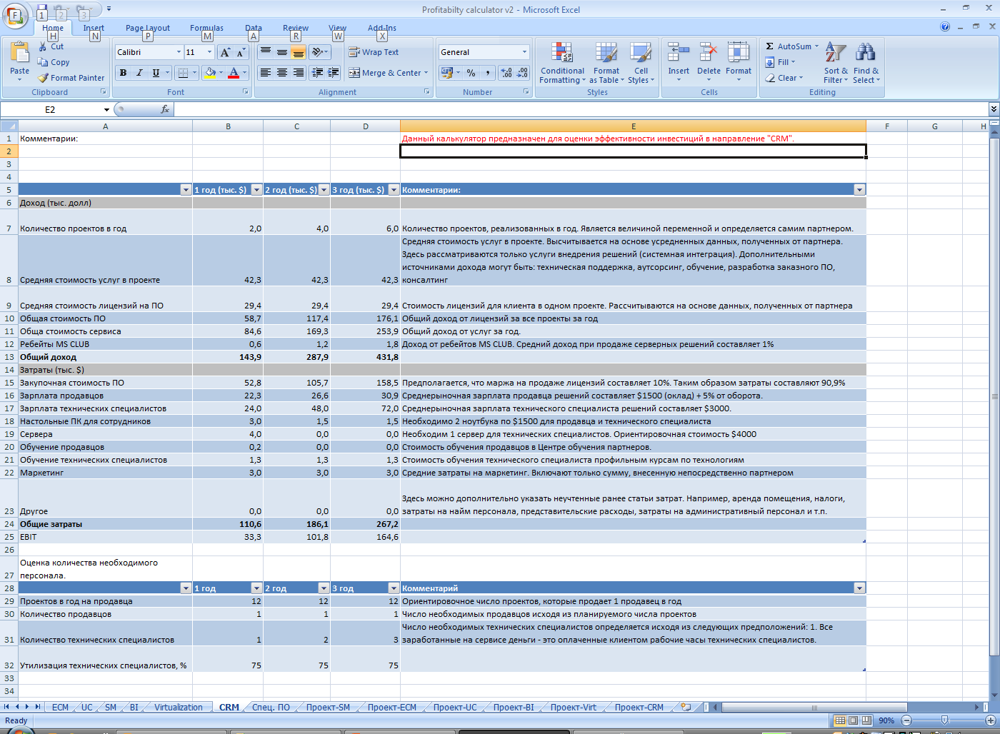 Profitabilty calculator v2 - Microsoft Excel
F 1 2 3
Home Insert Page Layout Formulas Data Review View Add-Ins
H N P M A R W X
Paste Cut Copy Format Painter
Calibri 11 B I U
Wrap Text Merge & Center
General % ,
Conditional Formatting Format as Table Cell Styles
Insert Delete Format
AutoSum Fill Clear Sort & Filter Find & Select
Clipboard Font Alignment Number Styles Cells Editing
E2 fx
A B C D E F G H
1 Комментарии: Данный калькулятор предназначен для оценки эффективности инвестиций в направление "CRM".
2
3
4
5 1 год (тыс. $) 2 год (тыс. $) 3 год (тыс. $) Комментарии:
6 Доход (тыс. долл)
7 Количество проектов в год 2,0 4,0 6,0 Количество проектов, реализованных в год. Является величиной переменной и определяется самим партнером.
Средняя стоимость услуг в проекте. Высчитывается на основе усредненных данных, полученных от партнера.
Здесь рассматриваются только услуги внедрения решений (системная интеграция). Дополнительными
источниками дохода могут быть: техническая поддержка, аутсорсинг, обучение, разработка заказного ПО,
8 Средняя стоимость услуг в проекте 42,3 42,3 42,3 консалтинг
9 Средняя стоимость лицензий на ПО 29,4 29,4 29,4 Стоимость лицензий для клиента в одном проекте. Рассчитываются на основе данных, полученных от партнера
10 Общая стоимость ПО 58,7 117,4 176,1 Общий доход от лицензий за все проекты за год
11 Обща стоимость сервиса 84,6 169,3 253,9 Общий доход от услуг за год.
12 Ребейты MS CLUB 0,6 1,2 1,8 Доход от ребейтов MS CLUB. Средний доход при продаже серверных решений составляет 1%
13 Общий доход 143,9 287,9 431,8
14 Затраты (тыс. $)
15 Закупочная стоимость ПО 52,8 105,7 158,5 Предполагается, что маржа на продаже лицензий составляет 10%. Таким образом затраты составляют 90,9%
16 Зарплата продавцов 22,3 26,6 30,9 Среднерыночная зарплата продавца решений составляет $1500 (оклад) + 5% от оборота.
17 Зарплата технических специалистов 24,0 48,0 72,0 Среднерыночная зарплата технического специалиста решений составляет $3000.
18 Настольные ПК для сотрудников 3,0 1,5 1,5 Необходимо 2 ноутбука по $1500 для продавца и технического специалиста
19 Сервера 4,0 0,0 0,0 Необходим 1 сервер для технических специалистов. Ориентировочная стоимость $4000
20 Обучение продавцов 0,2 0,0 0,0 Стоимость обучения продавцов в Центре обучения партнеров.
21 Обучение технических специалистов 1,3 1,3 1,3 Стоимость обучения технического специалиста профильным курсам по технологиям
22 Маркетинг 3,0 3,0 3,0 Средние затраты на маркетинг. Включают только сумму, внесенную непосредственно партнером
Здесь можно дополнительно указать неучтенные ранее статьи затрат. Например, аренда помещения, налоги,
23 Другое 0,0 0,0 0,0 затраты на найм персонала, представительские расходы, затраты на административный персонал и т.п.
24 Общие затраты 110,6 186,1 267,2
25 EBIT 33,3 101,8 164,6
26
Оценка количества необходимого
27 персонала.
28 1 год 2 год 3 год Комментарий
29 Проектов в год на продавца 12 12 12 Ориентировочное число проектов, которые продает 1 продавец в год
30 Количество продавцов 1 1 1 Число необходимых продавцов исходя из планируемого числа проектов
Число необходимых технических специалистов определяется исходя из следующих предположений: 1. Все
31 Количество технических специалистов 1 2 3 заработанные на сервисе деньги - это оплаченные клиентом рабочие часы технических специалистов.
32 Утилизация технических специалистов, % 75 75 75
33
34
ECM UC SM BI Virtualization CRM Спец. ПО Проект-SM Проект-ECM Проект-UC Проект-BI Проект-Virt Проект-CRM
Ready 90%